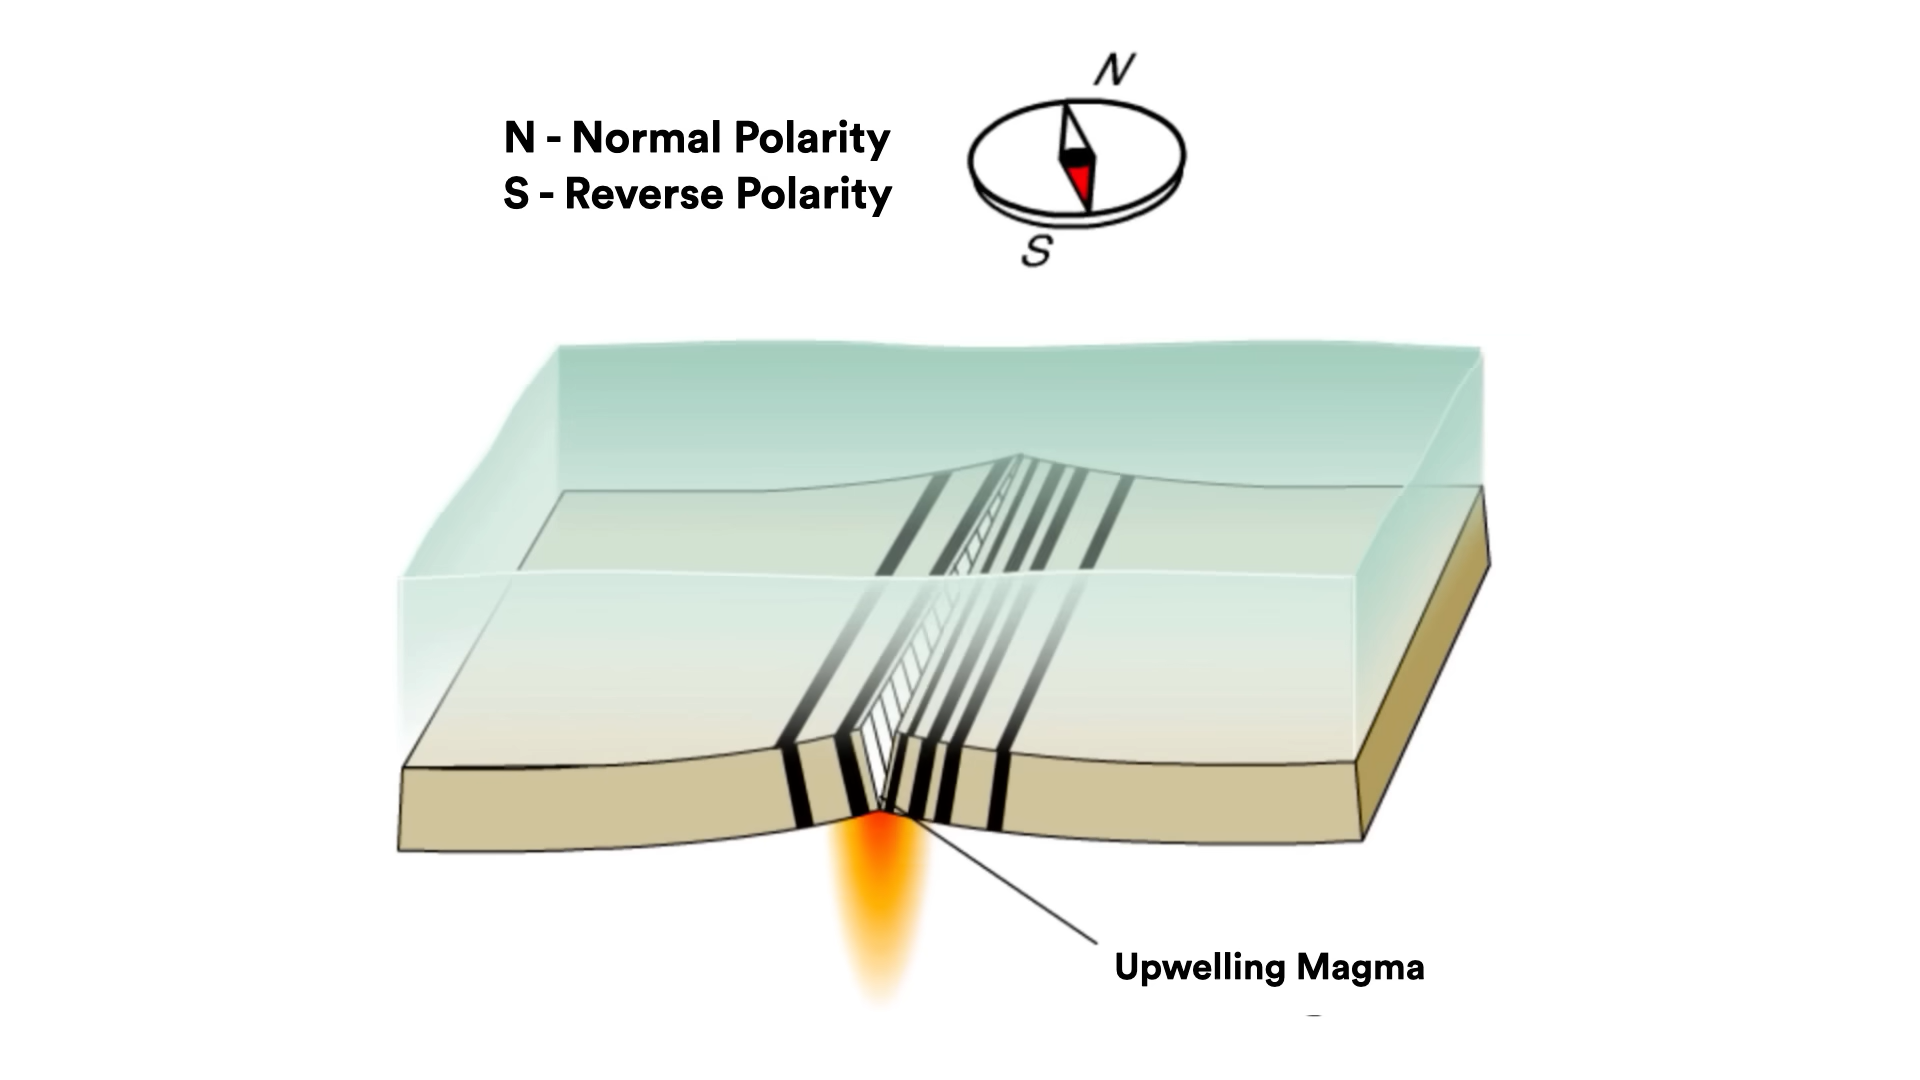 N
N - Normal Polarity
S - Reverse Polarity
S
Upwelling Magma